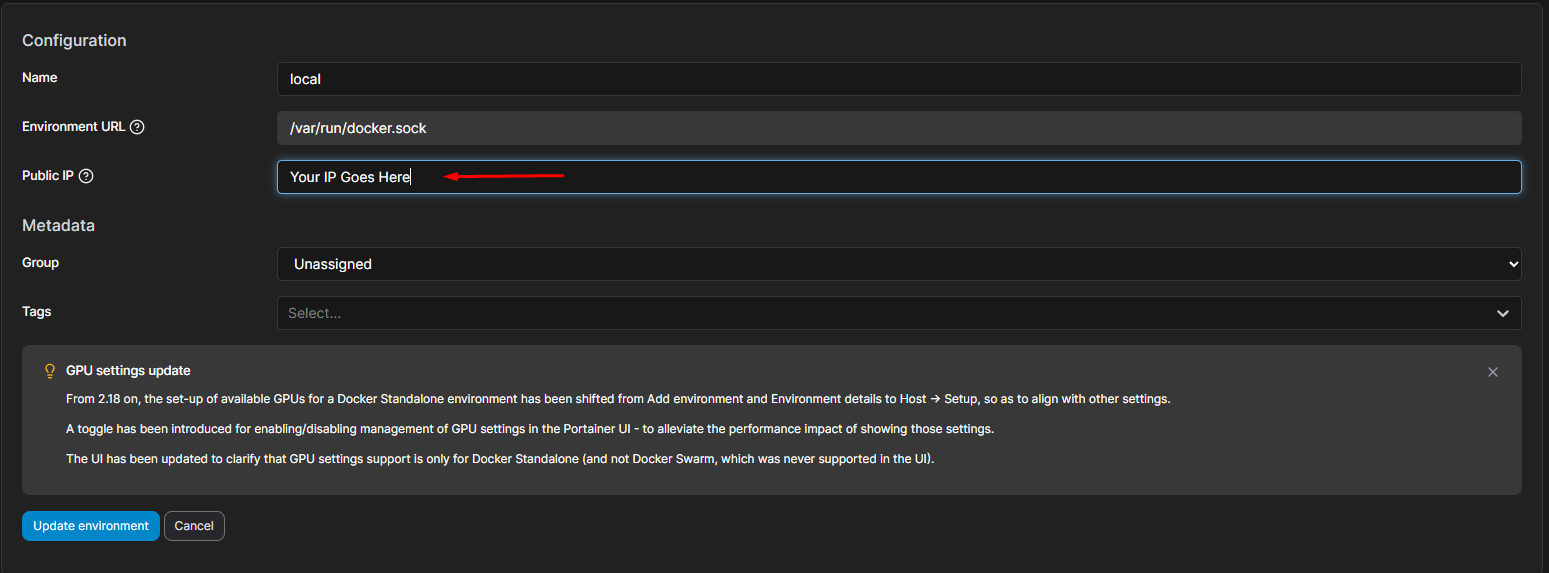 Configuration
Name
local
Environment URL
/var/run/docker.sock
Public IP
Your IP Goes Here
Metadata
Group
Unassigned
Tags
Select...
GPU settings update
From 2.18 on, the set-up of available GPUs for a Docker Standalone environment has been shifted from Add environment and Environment details to Host → Setup, so as to align with other settings.
A toggle has been introduced for enabling/disabling management of GPU settings in the Portainer UI - to alleviate the performance impact of showing those settings.
The UI has been updated to clarify that GPU settings support is only for Docker Standalone (and not Docker Swarm, which was never supported in the UI).
Update environment
Cancel